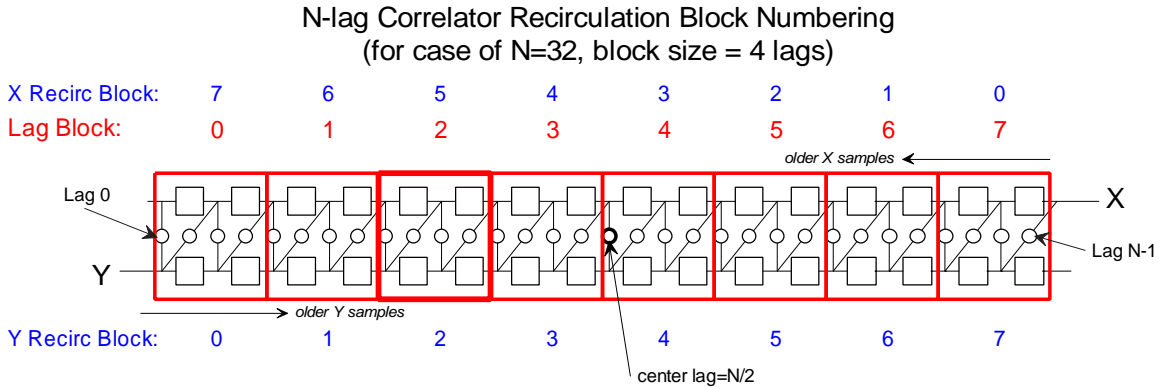 N-lag Correlator Recirculation Block Numbering
(for case of N=32, block size = 4 lags)
X Recirc Block: 7 6 5 4 3 2 1 0
Lag Block: 0 1 2 3 4 5 6 7
older X samples
Lag 0
X
Lag N-1
Y
older Y samples
Y Recirc Block: 0 1 2 3 4 5 6 7
center lag=N/2